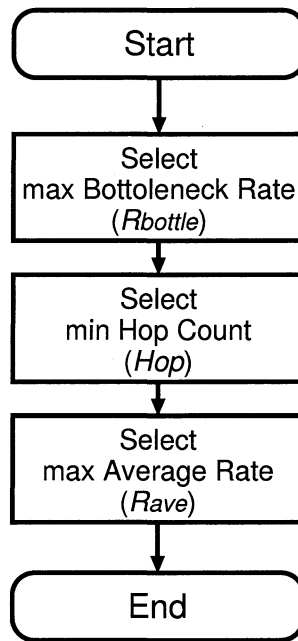 Start
Select
max Bottoleneck Rate
(Rbottle)
Select
min Hop Count
(Hop)
Select
max Average Rate
(Rave)
End